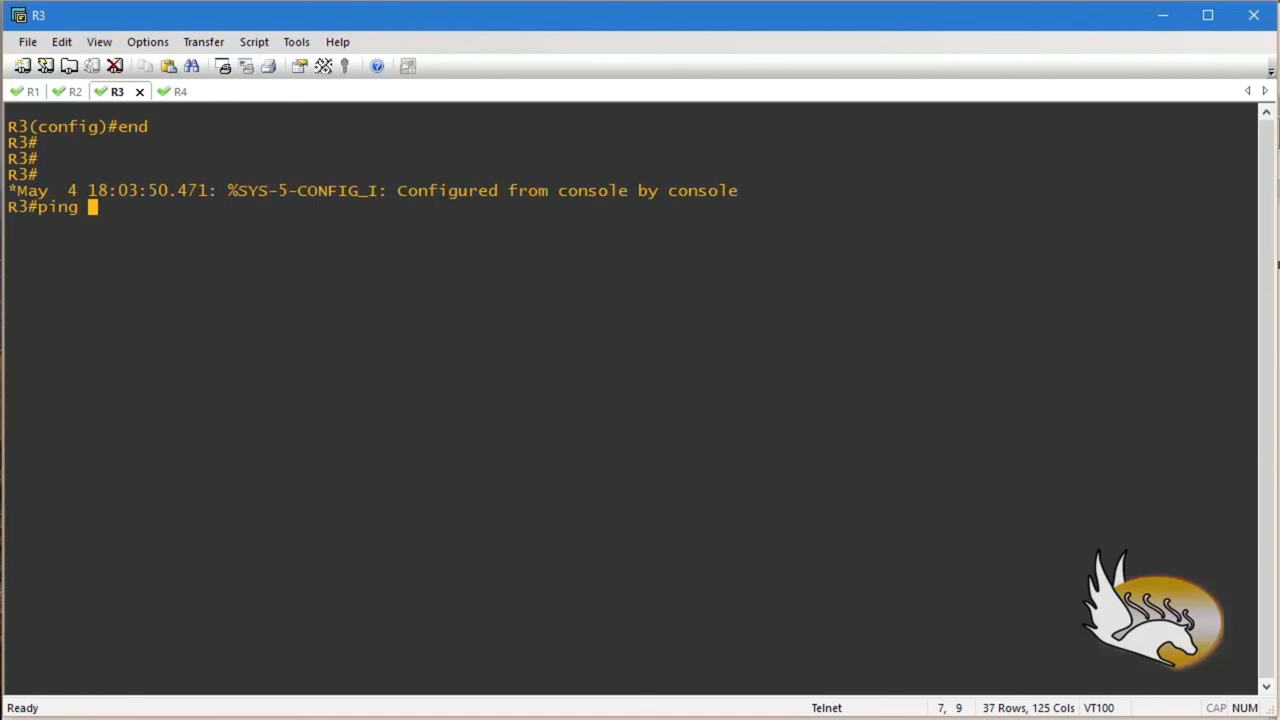 R3
File Edit View Options Transfer Script Tools Help
R1 R2 R3 R4
R3(config)#end
R3#
R3#
R3#
*May  4 18:03:50.471: %SYS-5-CONFIG_I: Configured from console by console
R3#ping
Ready Telnet 7, 9 37 Rows, 125 Cols VT100 CAP NUM